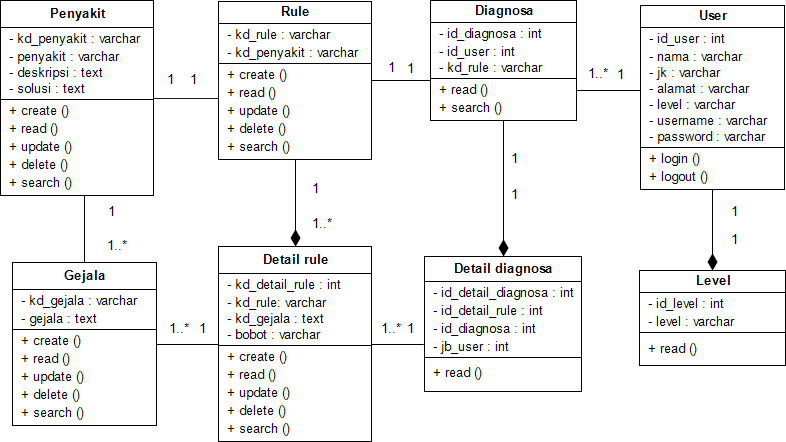 Penyakit
- kd_penyakit : varchar
- penyakit : varchar
- deskripsi : text
- solusi : text
+ create ()
+ read ()
+ update ()
+ delete ()
+ search ()
1 1
Rule
- kd_rule : varchar
- kd_penyakit : varchar
+ create ()
+ read ()
+ update ()
+ delete ()
+ search ()
1 1
Diagnosa
- id_diagnosa : int
- id_user : int
- kd_rule : varchar
+ read ()
+ search ()
1..* 1
User
- id_user : int
- nama : varchar
- jk : varchar
- alamat : varchar
- level : varchar
- username : varchar
- password : varchar
+ login ()
+ logout ()
1
1..*
1
1..*
1
1
1
1
Gejala
- kd_gejala : varchar
- gejala : text
+ create ()
+ read ()
+ update ()
+ delete ()
+ search ()
1..* 1
Detail rule
- kd_detail_rule : int
- kd_rule: varchar
- kd_gejala : text
- bobot : varchar
+ create ()
+ read ()
+ update ()
+ delete ()
+ search ()
1..* 1
Detail diagnosa
- id_detail_diagnosa : int
- id_detail_rule : int
- id_diagnosa : int
- jb_user : int
+ read ()
Level
- id_level : int
- level : varchar
+ read ()